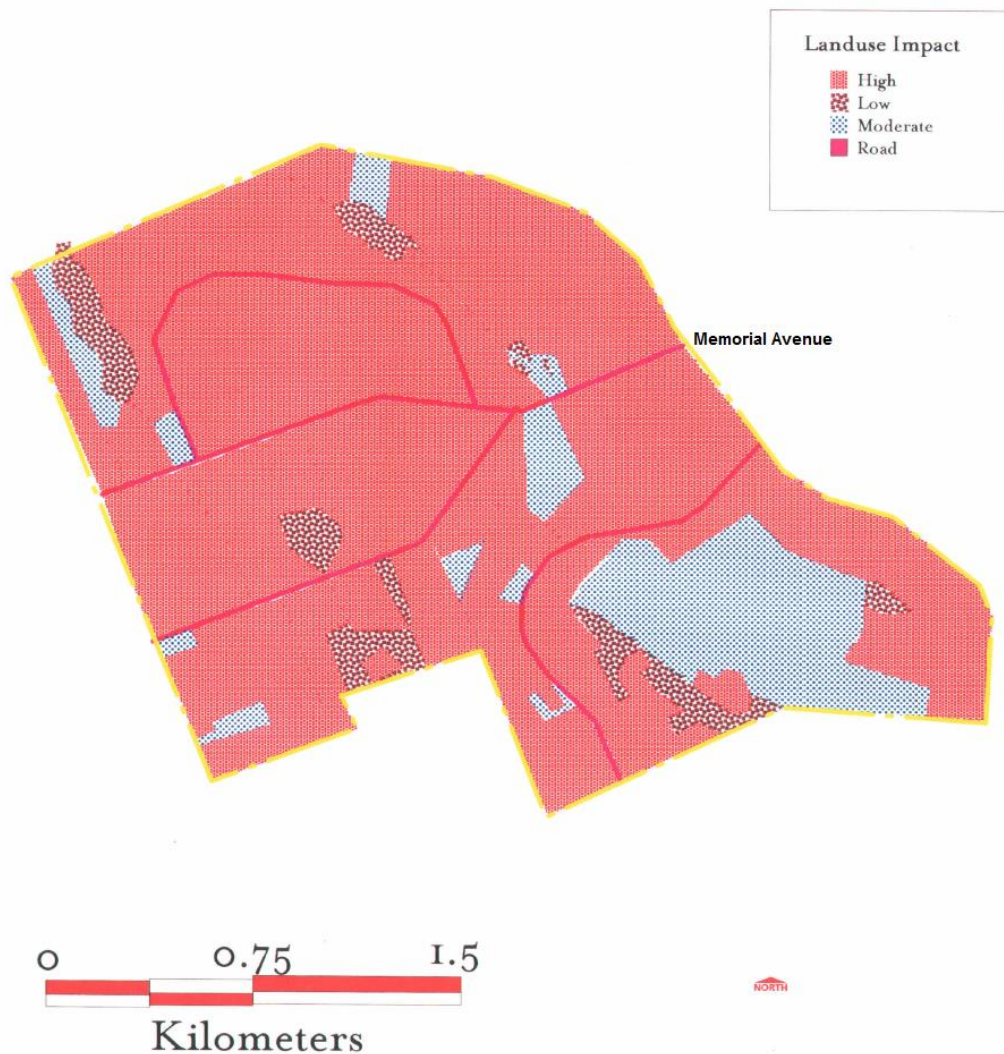 Landuse Impact
High
Low
Moderate
Road
Memorial Avenue
0 0.75 1.5
Kilometers
NORTH